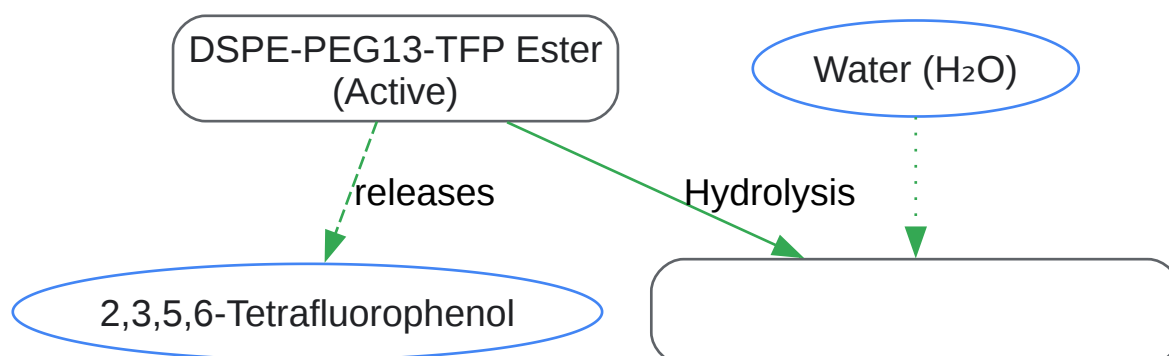 DSPE-PEG13-TFP Ester
(Active)
Water (H₂O)
releases
Hydrolysis
2,3,5,6-Tetrafluorophenol